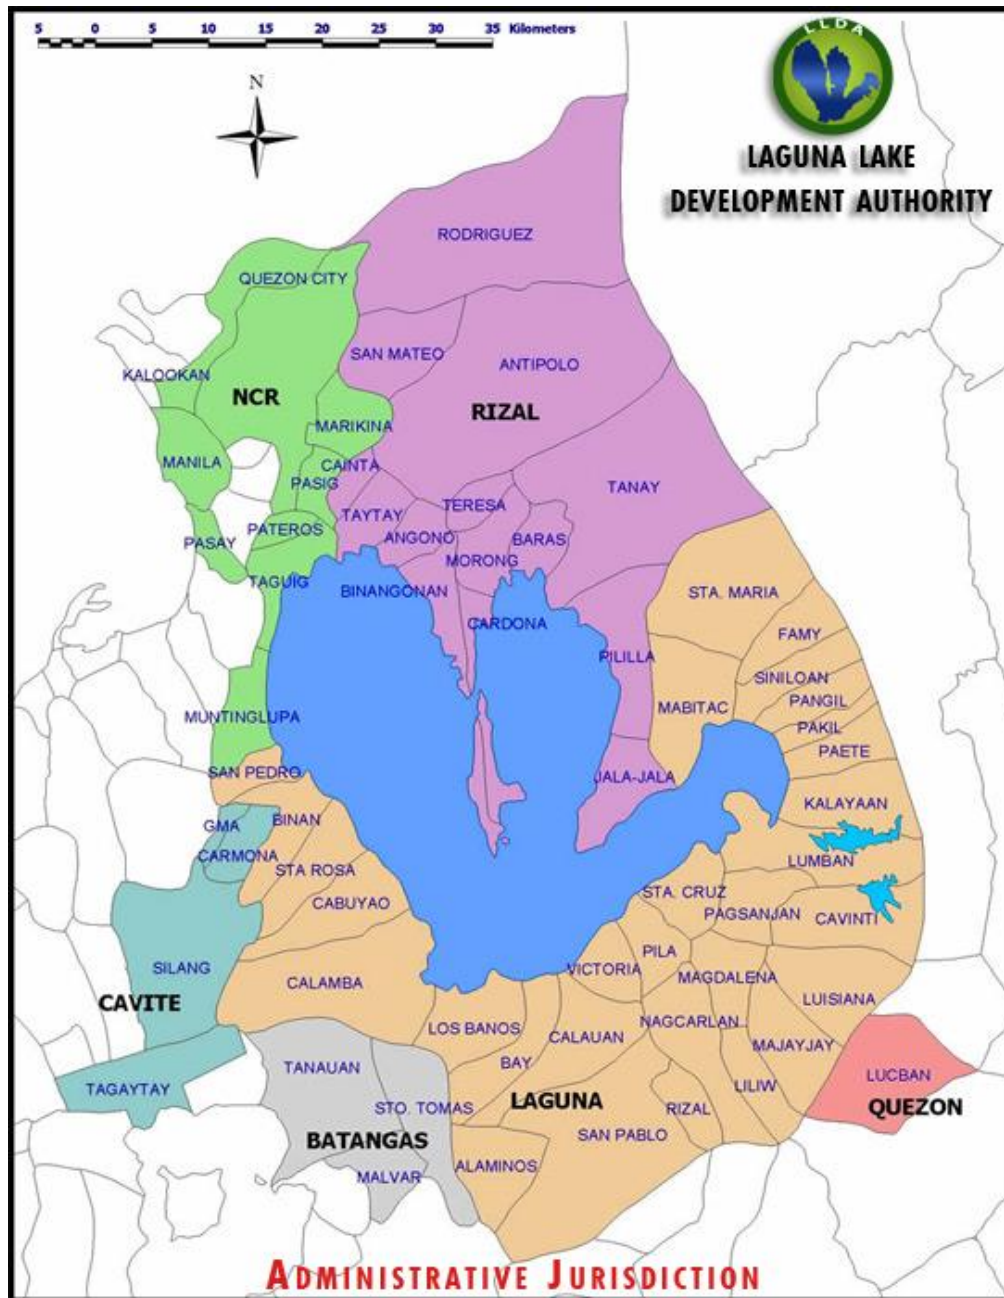 5 0 5 10 15 20 25 30 35 Kilometers
N
LLDA
LAGUNA LAKE
DEVELOPMENT AUTHORITY
RODRIGUEZ
QUEZON CITY
SAN MATEO
ANTIPOLO
KALOOKAN
NCR
RIZAL
MARIKINA
MANILA
CAINTA
PASIG
TANAY
TERESA
TAYTAY
PATEROS
PASAY
ANGONO
BARAS
MORONG
TAGUIG
BINANGONAN
STA. MARIA
CARDONA
FAMY
PILILLA
SINILOAN
PANGIL
MABITAC
MUNTINGLUPA
PAKIL
PAETE
SAN PEDRO
JALA-JALA
KALAYAAN
GMA
BINAN
CARMONA
LUMBAN
STA ROSA
STA. CRUZ
CABUYAO
PAGSANJAN
CAVINTI
PILA
SILANG
VICTORIA
CALAMBA
MAGDALENA
CAVITE
LUISIANA
LOS BANOS
CALAUAN
NAGCARLAN
MAJAYJAY
BAY
TANAUAN
LUCBAN
TAGAYTAY
LILIW
LAGUNA
STO. TOMAS
RIZAL
QUEZON
BATANGAS
SAN PABLO
ALAMINOS
MALVAR
ADMINISTRATIVE JURISDICTION